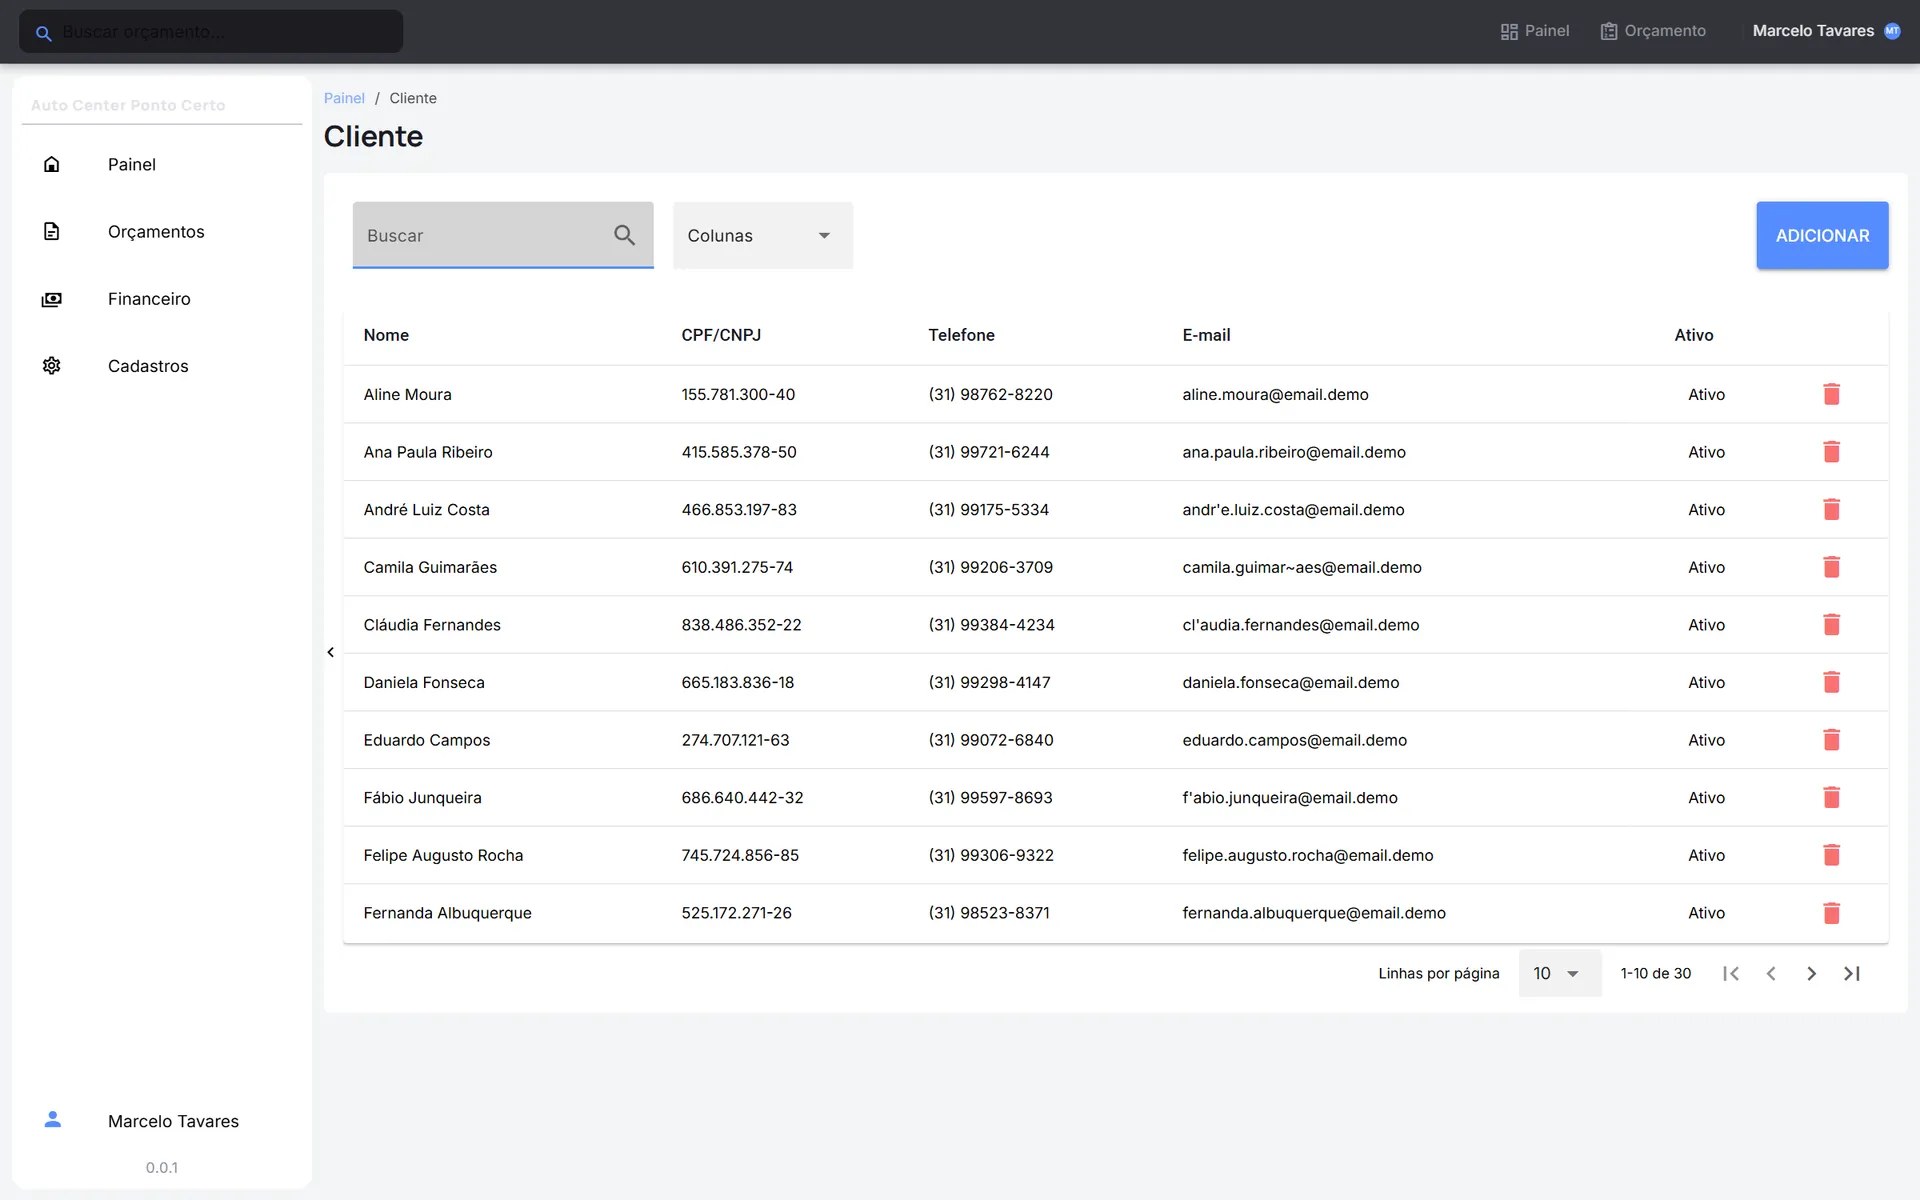 Buscar orçamento...
Painel
Orçamento
Marcelo Tavares
MT
Auto Center Ponto Certo
Painel
Orçamentos
Financeiro
Cadastros
Marcelo Tavares
0.0.1
Painel / Cliente
Cliente
Buscar
Colunas
ADICIONAR
Nome CPF/CNPJ Telefone E-mail Ativo
Aline Moura 155.781.300-40 (31) 98762-8220 aline.moura@email.demo Ativo
Ana Paula Ribeiro 415.585.378-50 (31) 99721-6244 ana.paula.ribeiro@email.demo Ativo
André Luiz Costa 466.853.197-83 (31) 99175-5334 andr'e.luiz.costa@email.demo Ativo
Camila Guimarães 610.391.275-74 (31) 99206-3709 camila.guimar~aes@email.demo Ativo
Cláudia Fernandes 838.486.352-22 (31) 99384-4234 cl'audia.fernandes@email.demo Ativo
Daniela Fonseca 665.183.836-18 (31) 99298-4147 daniela.fonseca@email.demo Ativo
Eduardo Campos 274.707.121-63 (31) 99072-6840 eduardo.campos@email.demo Ativo
Fábio Junqueira 686.640.442-32 (31) 99597-8693 f'abio.junqueira@email.demo Ativo
Felipe Augusto Rocha 745.724.856-85 (31) 99306-9322 felipe.augusto.rocha@email.demo Ativo
Fernanda Albuquerque 525.172.271-26 (31) 98523-8371 fernanda.albuquerque@email.demo Ativo
Linhas por página 10 1-10 de 30